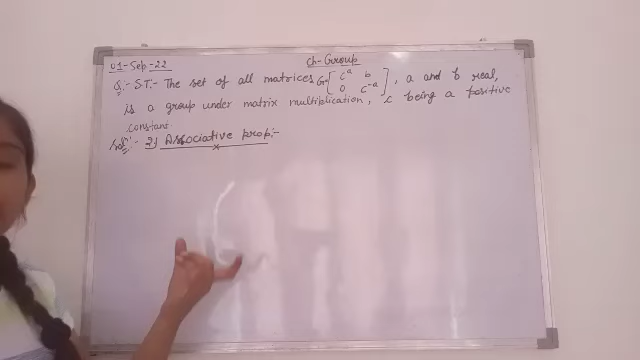 01-Sep-22
Ch-Group
Q:- S.T.- The set of all matrices G=[c^a b
0 c^-a], a and b real,
is a group under matrix multiplication, c being a positive
constant.
Sol:- 2) Associative prop:-